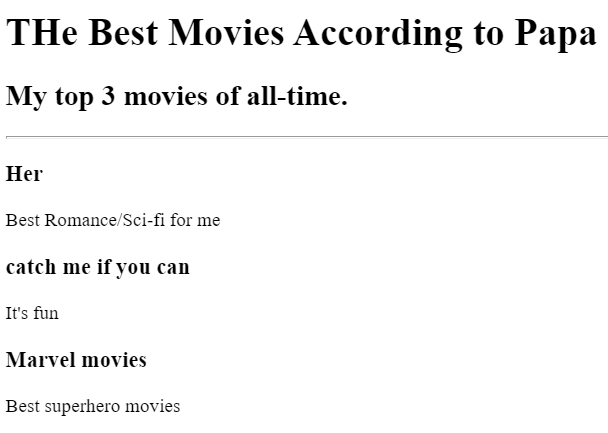 THe Best Movies According to Papa
My top 3 movies of all-time.
Her
Best Romance/Sci-fi for me
catch me if you can
It's fun
Marvel movies
Best superhero movies